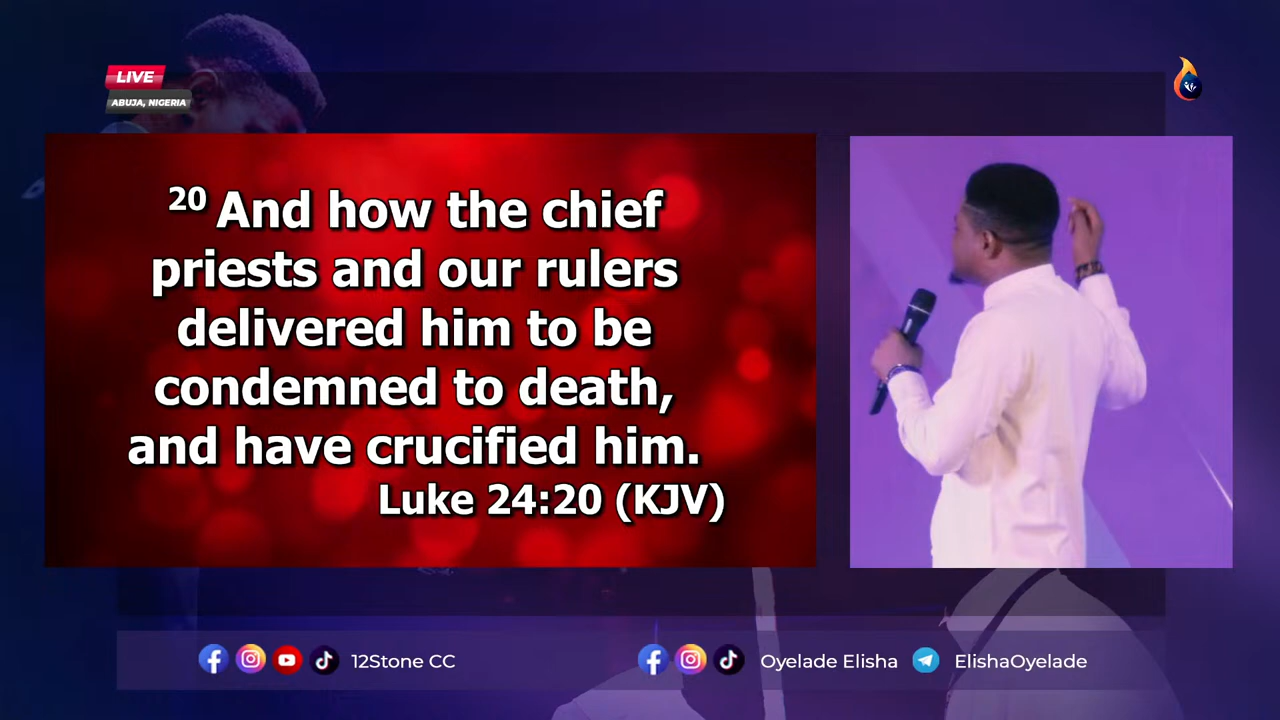 LIVE
ABUJA, NIGERIA
20 And how the chief
priests and our rulers
delivered him to be
condemned to death,
and have crucified him.
Luke 24:20 (KJV)
12Stone CC
Oyelade Elisha
ElishaOyelade